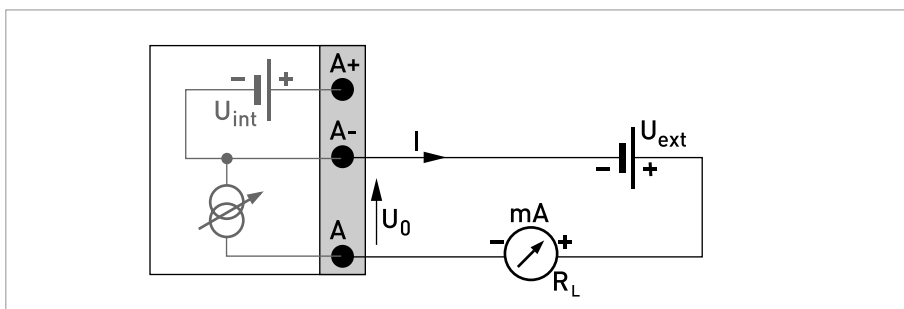 A+
- +
U_int
A-
I
U_ext
- +
U_0
mA
A
- +
R_L